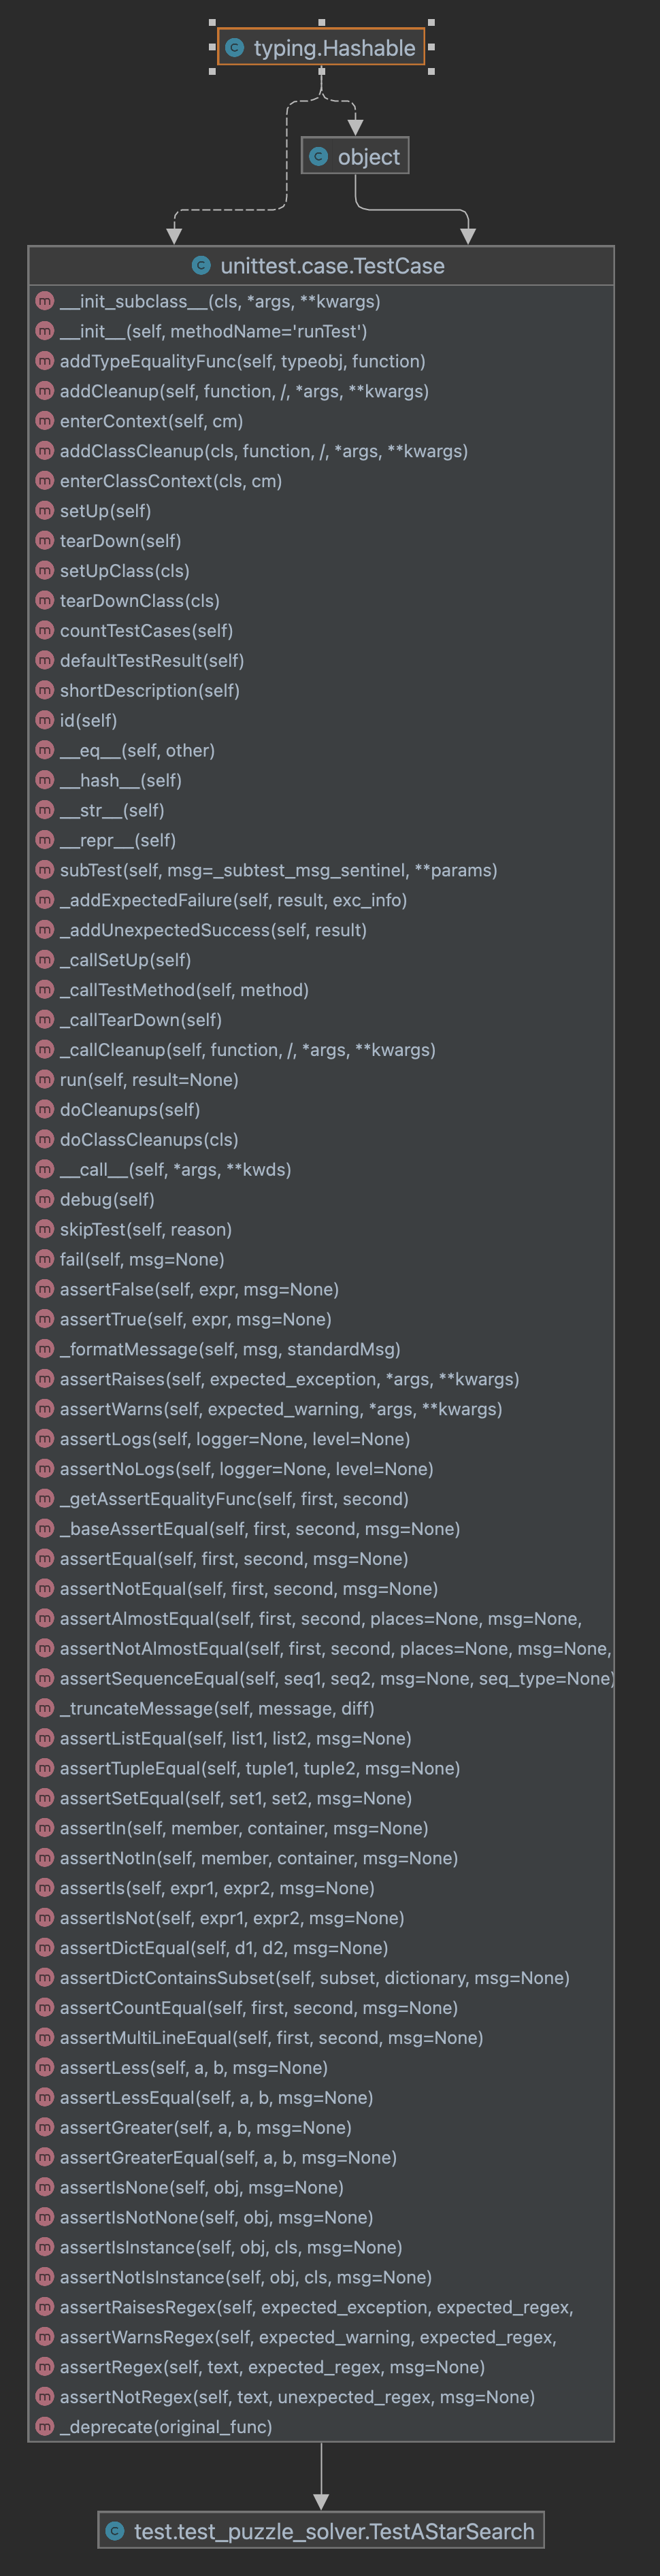 typing.Hashable
object
unittest.case.TestCase
__init_subclass__(cls, *args, **kwargs)
__init__(self, methodName='runTest')
addTypeEqualityFunc(self, typeobj, function)
addCleanup(self, function, /, *args, **kwargs)
enterContext(self, cm)
addClassCleanup(cls, function, /, *args, **kwargs)
enterClassContext(cls, cm)
setUp(self)
tearDown(self)
setUpClass(cls)
tearDownClass(cls)
countTestCases(self)
defaultTestResult(self)
shortDescription(self)
id(self)
__eq__(self, other)
__hash__(self)
__str__(self)
__repr__(self)
subTest(self, msg=_subtest_msg_sentinel, **params)
_addExpectedFailure(self, result, exc_info)
_addUnexpectedSuccess(self, result)
_callSetUp(self)
_callTestMethod(self, method)
_callTearDown(self)
_callCleanup(self, function, /, *args, **kwargs)
run(self, result=None)
doCleanups(self)
doClassCleanups(cls)
__call__(self, *args, **kwds)
debug(self)
skipTest(self, reason)
fail(self, msg=None)
assertFalse(self, expr, msg=None)
assertTrue(self, expr, msg=None)
_formatMessage(self, msg, standardMsg)
assertRaises(self, expected_exception, *args, **kwargs)
assertWarns(self, expected_warning, *args, **kwargs)
assertLogs(self, logger=None, level=None)
assertNoLogs(self, logger=None, level=None)
_getAssertEqualityFunc(self, first, second)
_baseAssertEqual(self, first, second, msg=None)
assertEqual(self, first, second, msg=None)
assertNotEqual(self, first, second, msg=None)
assertAlmostEqual(self, first, second, places=None, msg=None,
assertNotAlmostEqual(self, first, second, places=None, msg=None,
assertSequenceEqual(self, seq1, seq2, msg=None, seq_type=None)
_truncateMessage(self, message, diff)
assertListEqual(self, list1, list2, msg=None)
assertTupleEqual(self, tuple1, tuple2, msg=None)
assertSetEqual(self, set1, set2, msg=None)
assertIn(self, member, container, msg=None)
assertNotIn(self, member, container, msg=None)
assertIs(self, expr1, expr2, msg=None)
assertIsNot(self, expr1, expr2, msg=None)
assertDictEqual(self, d1, d2, msg=None)
assertDictContainsSubset(self, subset, dictionary, msg=None)
assertCountEqual(self, first, second, msg=None)
assertMultiLineEqual(self, first, second, msg=None)
assertLess(self, a, b, msg=None)
assertLessEqual(self, a, b, msg=None)
assertGreater(self, a, b, msg=None)
assertGreaterEqual(self, a, b, msg=None)
assertIsNone(self, obj, msg=None)
assertIsNotNone(self, obj, msg=None)
assertIsInstance(self, obj, cls, msg=None)
assertNotIsInstance(self, obj, cls, msg=None)
assertRaisesRegex(self, expected_exception, expected_regex,
assertWarnsRegex(self, expected_warning, expected_regex,
assertRegex(self, text, expected_regex, msg=None)
assertNotRegex(self, text, unexpected_regex, msg=None)
_deprecate(original_func)
test.test_puzzle_solver.TestAStarSearch